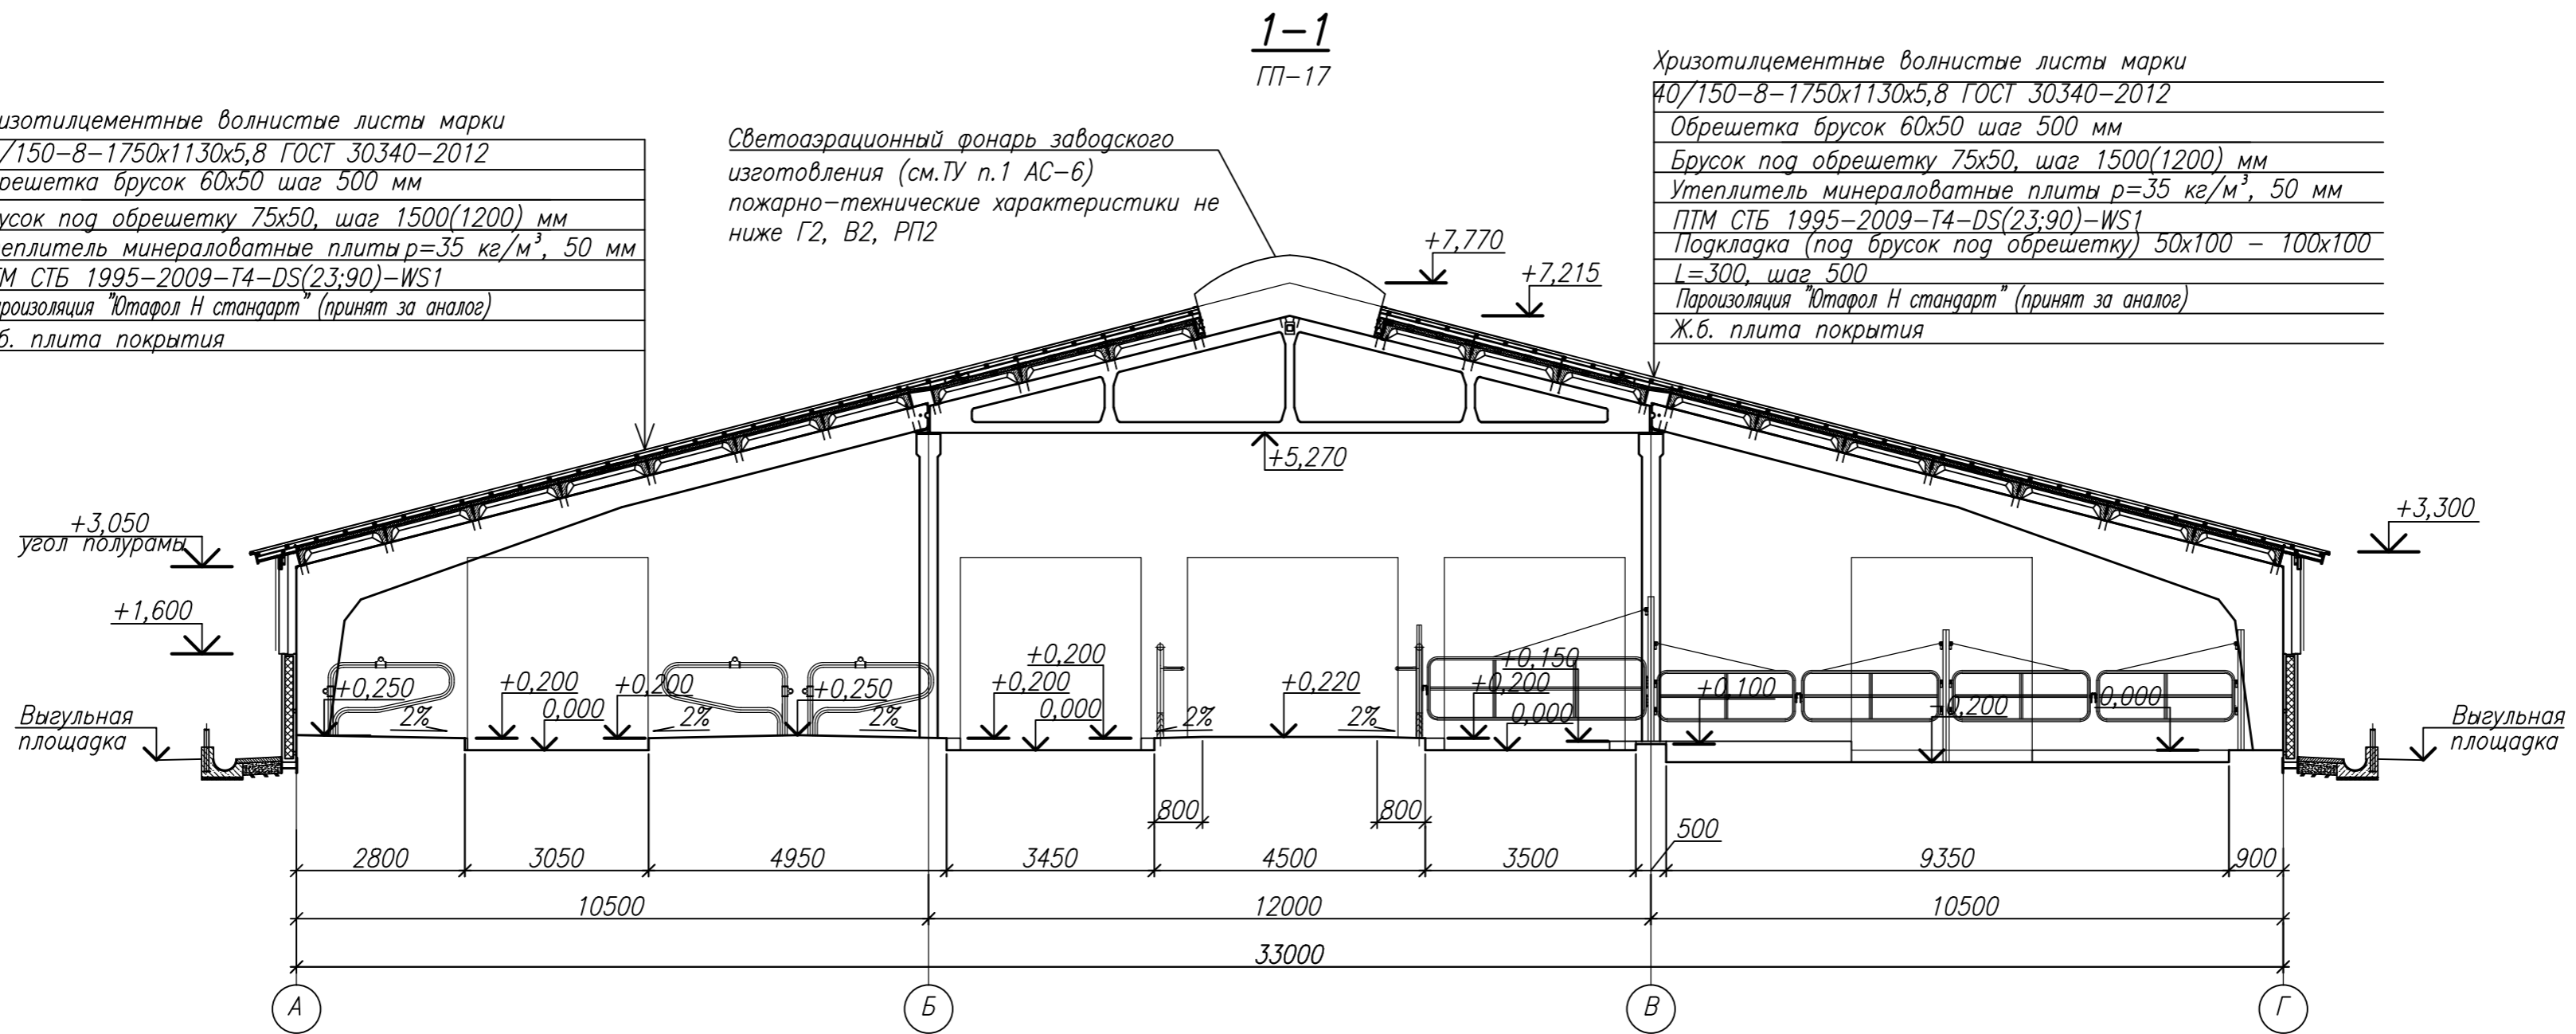 1-1
ГП-17
изотилцементные волнистые листы марки
/150-8-1750х1130х5,8 ГОСТ 30340-2012
решетка брусок 60х50 шаг 500 мм
усок под обрешетку 75х50, шаг 1500(1200) мм
еплитель минераловатные плиты р=35 кг/м³, 50 мм
М СТБ 1995-2009-Т4-DS(23;90)-WS1
роизоляция "Ютафол Н стандарт" (принят за аналог)
б. плита покрытия
Светоаэрационный фонарь заводского
изготовления (см.ТУ п.1 АС-6)
пожарно-технические характеристики не
ниже Г2, В2, РП2
Хризотилцементные волнистые листы марки
40/150-8-1750х1130х5,8 ГОСТ 30340-2012
Обрешетка брусок 60х50 шаг 500 мм
Брусок под обрешетку 75х50, шаг 1500(1200) мм
Утеплитель минераловатные плиты р=35 кг/м³, 50 мм
ПТМ СТБ 1995-2009-Т4-DS(23;90)-WS1
Подкладка (под брусок под обрешетку) 50х100 - 100х100
L=300, шаг 500
Пароизоляция "Ютафол Н стандарт" (принят за аналог)
Ж.б. плита покрытия
+7,770
+7,215
+5,270
+3,050
угол полурамы
+3,300
+1,600
+0,250
+0,200
0,000
+0,200
+0,250
+0,200
+0,200
0,000
+0,220
+0,150
+0,200
0,000
+0,100
-0,200
0,000
2%
2%
2%
2%
2%
Выгульная
площадка
Выгульная
площадка
800
800
500
2800
3050
4950
3450
4500
3500
9350
900
10500
12000
10500
33000
А
Б
В
Г